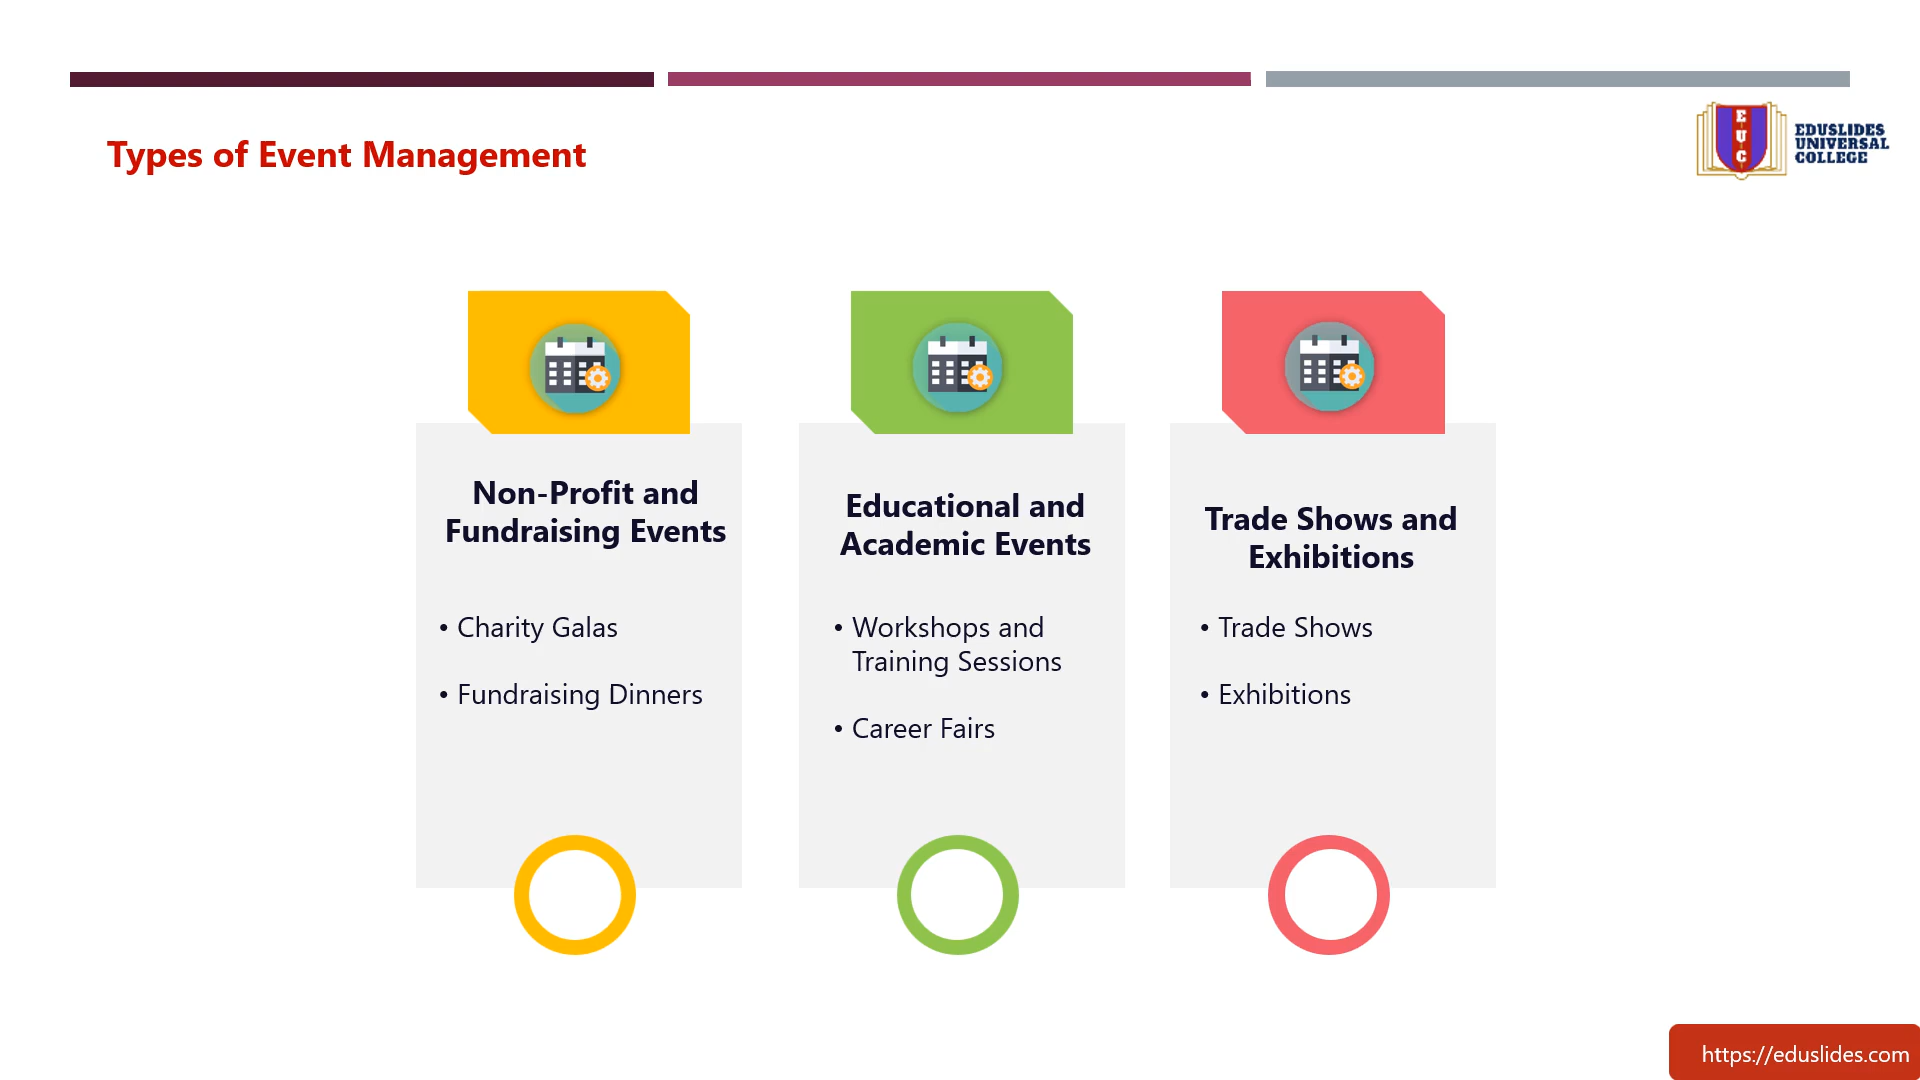 Types of Event Management
E
U
C
EDUSLIDES
UNIVERSAL
COLLEGE
Non-Profit and
Fundraising Events
• Charity Galas
• Fundraising Dinners
Educational and
Academic Events
• Workshops and
Training Sessions
• Career Fairs
Trade Shows and
Exhibitions
• Trade Shows
• Exhibitions
https://eduslides.com